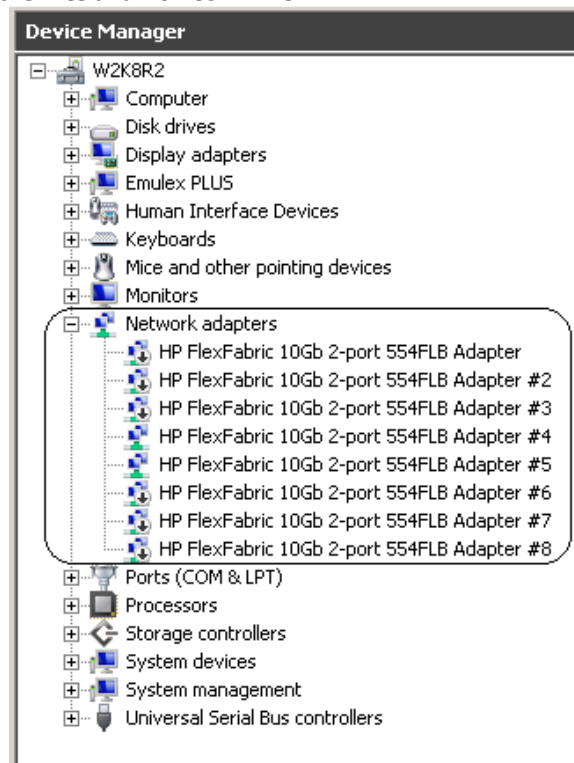 Device Manager
W2K8R2
Computer
Disk drives
Display adapters
Emulex PLUS
Human Interface Devices
Keyboards
Mice and other pointing devices
Monitors
Network adapters
HP FlexFabric 10Gb 2-port 554FLB Adapter
HP FlexFabric 10Gb 2-port 554FLB Adapter #2
HP FlexFabric 10Gb 2-port 554FLB Adapter #3
HP FlexFabric 10Gb 2-port 554FLB Adapter #4
HP FlexFabric 10Gb 2-port 554FLB Adapter #5
HP FlexFabric 10Gb 2-port 554FLB Adapter #6
HP FlexFabric 10Gb 2-port 554FLB Adapter #7
HP FlexFabric 10Gb 2-port 554FLB Adapter #8
Ports (COM & LPT)
Processors
Storage controllers
System devices
System management
Universal Serial Bus controllers